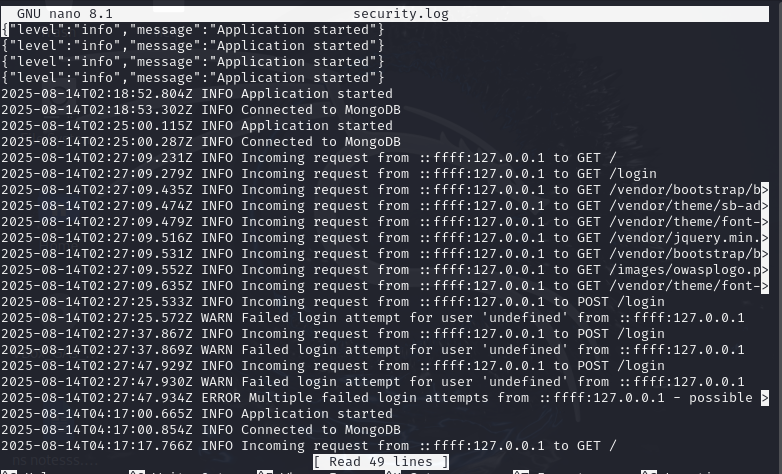 GNU nano 8.1 security.log
{"level":"info","message":"Application started"}
{"level":"info","message":"Application started"}
{"level":"info","message":"Application started"}
{"level":"info","message":"Application started"}
2025-08-14T02:18:52.804Z INFO Application started
2025-08-14T02:18:53.302Z INFO Connected to MongoDB
2025-08-14T02:25:00.115Z INFO Application started
2025-08-14T02:25:00.287Z INFO Connected to MongoDB
2025-08-14T02:27:09.231Z INFO Incoming request from ::ffff:127.0.0.1 to GET /
2025-08-14T02:27:09.279Z INFO Incoming request from ::ffff:127.0.0.1 to GET /login
2025-08-14T02:27:09.435Z INFO Incoming request from ::ffff:127.0.0.1 to GET /vendor/bootstrap/b>
2025-08-14T02:27:09.474Z INFO Incoming request from ::ffff:127.0.0.1 to GET /vendor/theme/sb-ad>
2025-08-14T02:27:09.479Z INFO Incoming request from ::ffff:127.0.0.1 to GET /vendor/theme/font->
2025-08-14T02:27:09.516Z INFO Incoming request from ::ffff:127.0.0.1 to GET /vendor/jquery.min.>
2025-08-14T02:27:09.531Z INFO Incoming request from ::ffff:127.0.0.1 to GET /vendor/bootstrap/b>
2025-08-14T02:27:09.552Z INFO Incoming request from ::ffff:127.0.0.1 to GET /images/owasplogo.p>
2025-08-14T02:27:09.635Z INFO Incoming request from ::ffff:127.0.0.1 to GET /vendor/theme/font->
2025-08-14T02:27:25.533Z INFO Incoming request from ::ffff:127.0.0.1 to POST /login
2025-08-14T02:27:25.572Z WARN Failed login attempt for user 'undefined' from ::ffff:127.0.0.1
2025-08-14T02:27:37.867Z INFO Incoming request from ::ffff:127.0.0.1 to POST /login
2025-08-14T02:27:37.869Z WARN Failed login attempt for user 'undefined' from ::ffff:127.0.0.1
2025-08-14T02:27:47.929Z INFO Incoming request from ::ffff:127.0.0.1 to POST /login
2025-08-14T02:27:47.930Z WARN Failed login attempt for user 'undefined' from ::ffff:127.0.0.1
2025-08-14T02:27:47.934Z ERROR Multiple failed login attempts from ::ffff:127.0.0.1 - possible >
2025-08-14T04:17:00.665Z INFO Application started
2025-08-14T04:17:00.854Z INFO Connected to MongoDB
2025-08-14T04:17:17.766Z INFO Incoming request from ::ffff:127.0.0.1 to GET /
[ Read 49 lines ]